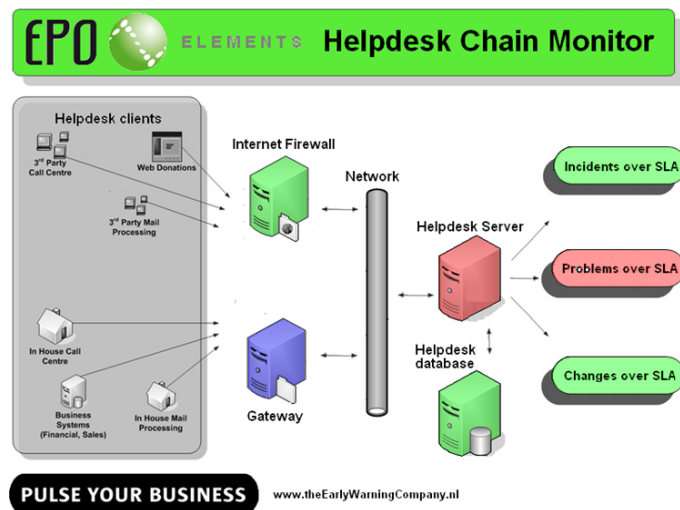 EPO
ELEMENTS
Helpdesk Chain Monitor
Helpdesk clients
3rd Party
Call Centre
Web Donations
3rd Party Mail
Processing
In House Call
Centre
Business
Systems
(Financial, Sales)
In House Mail
Processing
Internet Firewall
Gateway
Network
Helpdesk Server
Helpdesk
database
Incidents over SLA
Problems over SLA
Changes over SLA
PULSE YOUR BUSINESS
www.theEarlyWarningCompany.nl